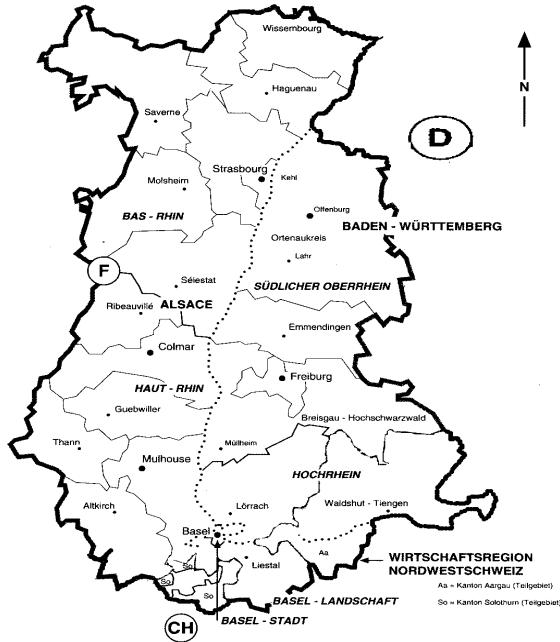 Wissembourg
N
Haguenau
Saverne
D
Strasbourg
Kehl
Molsheim
Offenburg
BAS - RHIN
BADEN - WÜRTTEMBERG
Ortenaukreis
Lahr
F
Séiestat
SÜDLICHER OBERRHEIN
Ribeauvillé
ALSACE
Emmendingen
Colmar
Freiburg
HAUT - RHIN
Guebwiller
Breisgau - Hochschwarzwald
Thann
Müllheim
Mulhouse
HOCHRHEIN
Altkirch
Lörrach
Waldshut - Tiengen
Basel
Aa
WIRTSCHAFTSREGION
NORDWESTSCHWEIZ
Liestal
So
So
So
Aa = Kanton Aargau (Teilgebiet)
BASEL - LANDSCHAFT
So = Kanton Solothurn (Teilgebiet)
BASEL - STADT
CH